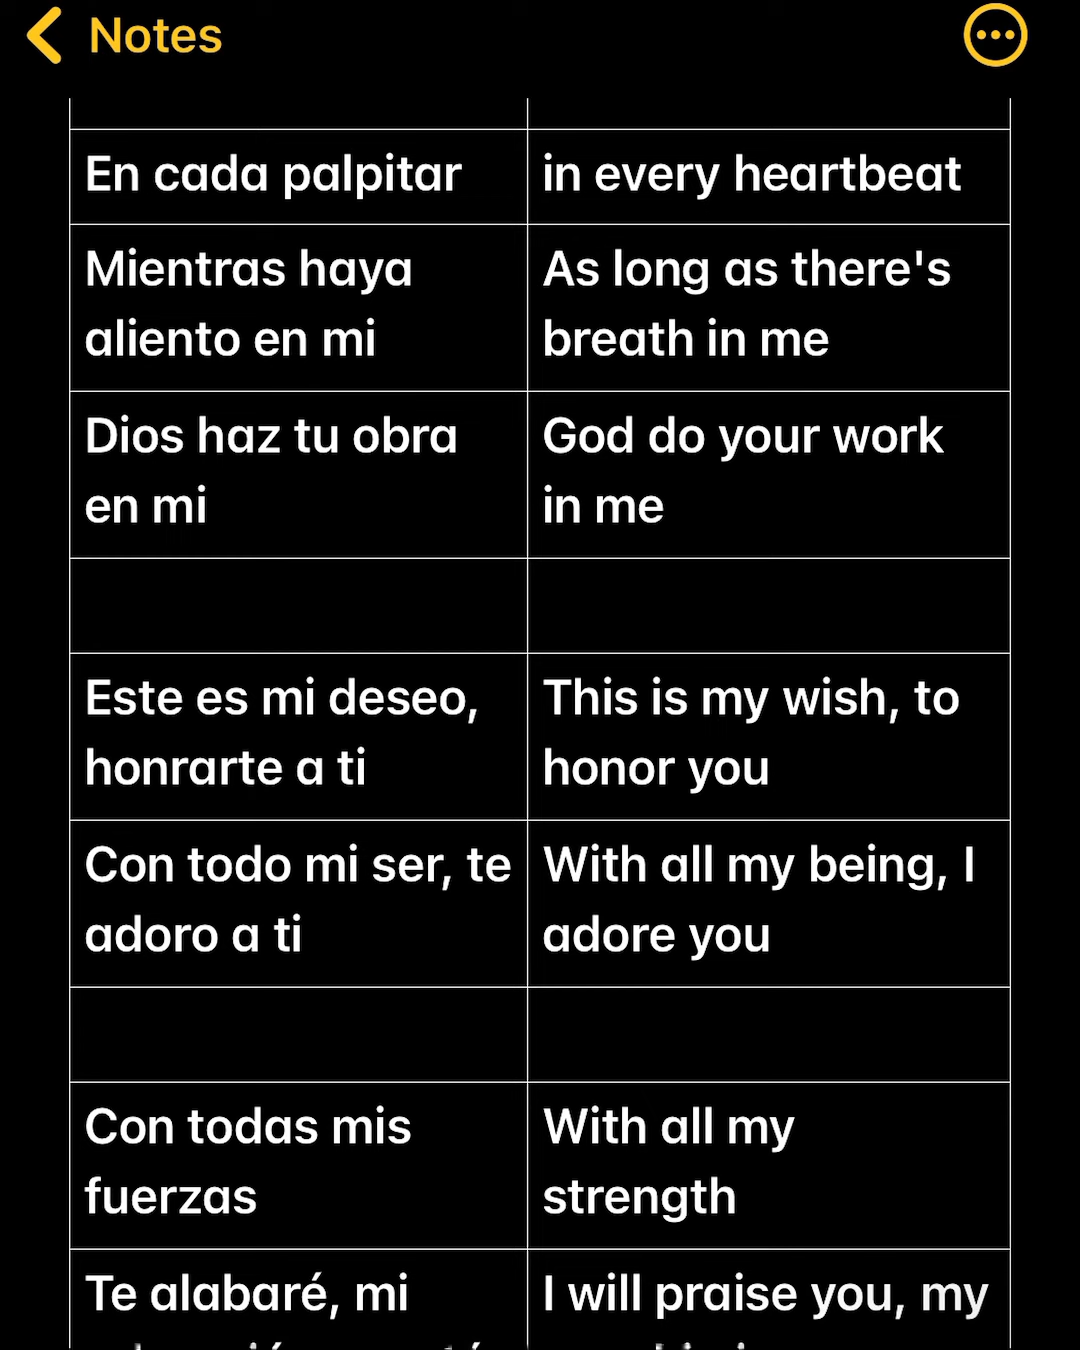 Notes
En cada palpitar
in every heartbeat
Mientras haya
aliento en mi
As long as there's
breath in me
Dios haz tu obra
en mi
God do your work
in me
Este es mi deseo,
honrarte a ti
This is my wish, to
honor you
Con todo mi ser, te
adoro a ti
With all my being, I
adore you
Con todas mis
fuerzas
With all my
strength
Te alabaré, mi
I will praise you, my